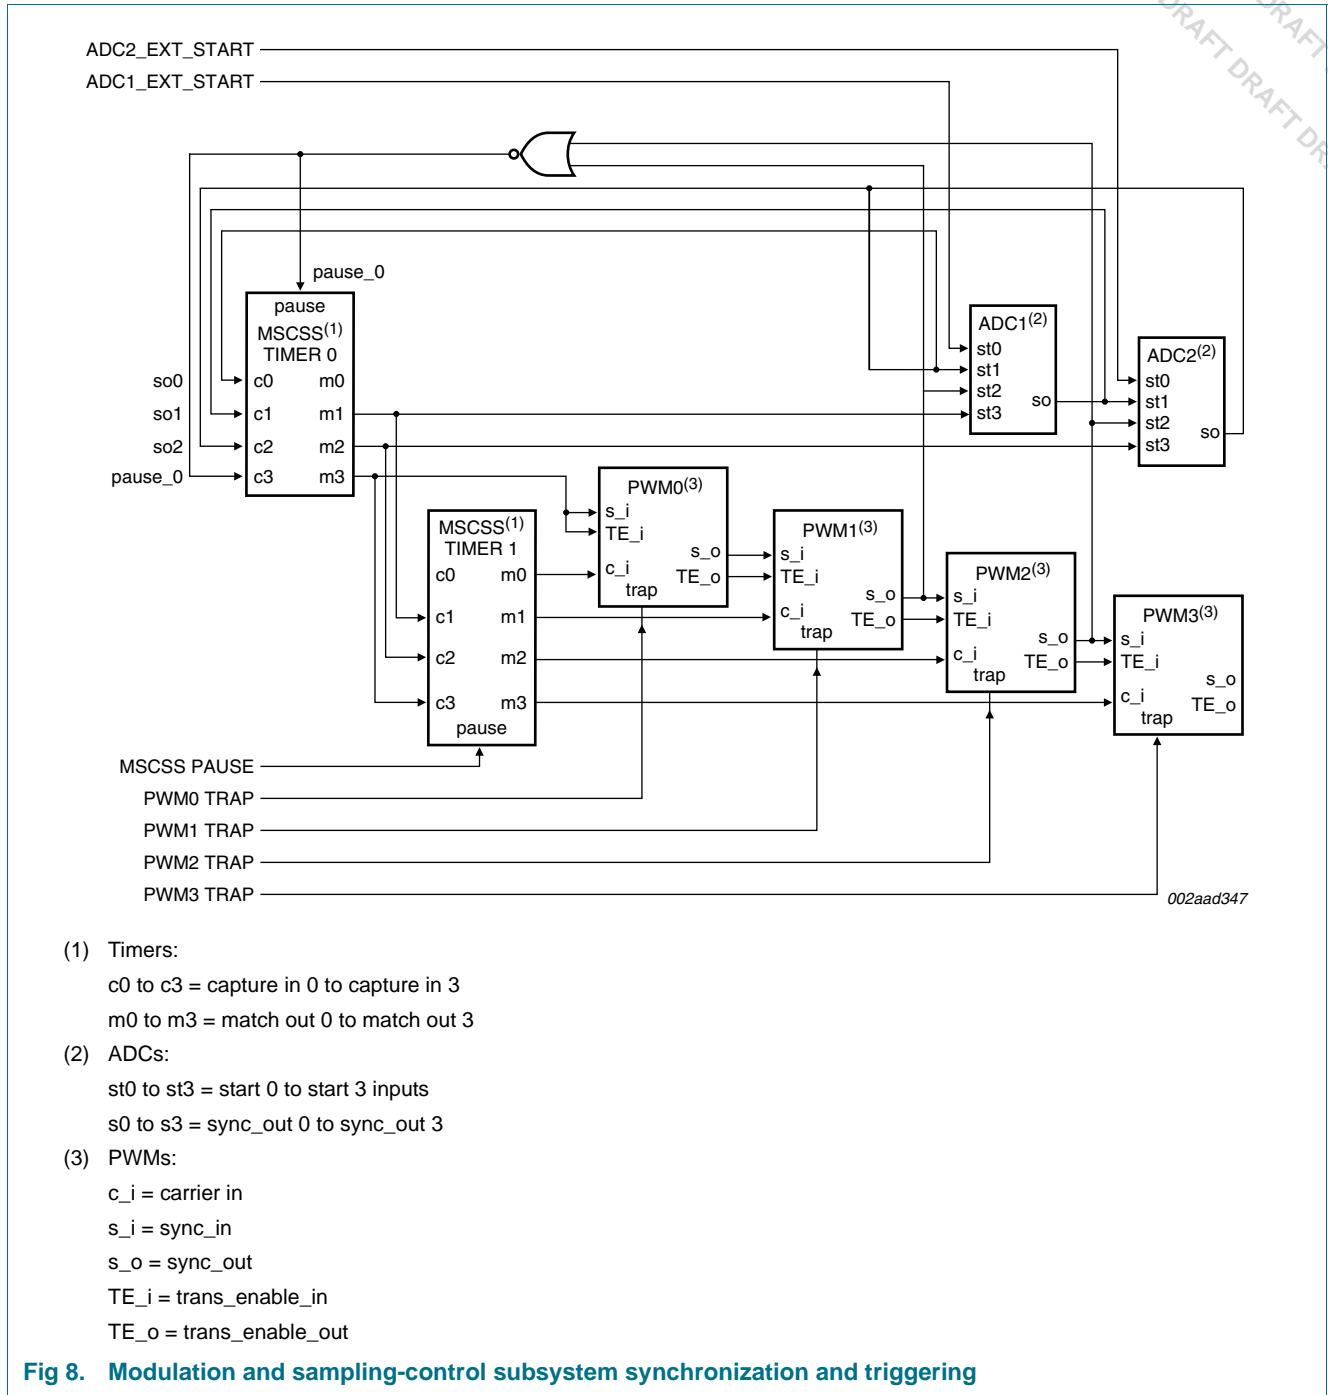 DRAFT DRAFT DRAFT
DRAFT
ADC2_EXT_START
ADC1_EXT_START
pause_0
pause
MSCSS(1)
TIMER 0
so0 c0 m0
so1 c1 m1
so2 c2 m2
pause_0 c3 m3
ADC1(2)
st0
st1
st2
st3
so
ADC2(2)
st0
st1
st2
st3
so
MSCSS(1)
TIMER 1
c0 m0
c1 m1
c2 m2
c3 m3
pause
PWM0(3)
s_i
TE_i
s_o
TE_o
c_i
trap
PWM1(3)
s_i
TE_i
s_o
TE_o
c_i
trap
PWM2(3)
s_i
TE_i
s_o
TE_o
c_i
trap
PWM3(3)
s_i
TE_i
s_o
TE_o
c_i
trap
MSCSS PAUSE
PWM0 TRAP
PWM1 TRAP
PWM2 TRAP
PWM3 TRAP
002aad347
(1) Timers:
c0 to c3 = capture in 0 to capture in 3
m0 to m3 = match out 0 to match out 3
(2) ADCs:
st0 to st3 = start 0 to start 3 inputs
s0 to s3 = sync_out 0 to sync_out 3
(3) PWMs:
c_i = carrier in
s_i = sync_in
s_o = sync_out
TE_i = trans_enable_in
TE_o = trans_enable_out
Fig 8. Modulation and sampling-control subsystem synchronization and triggering